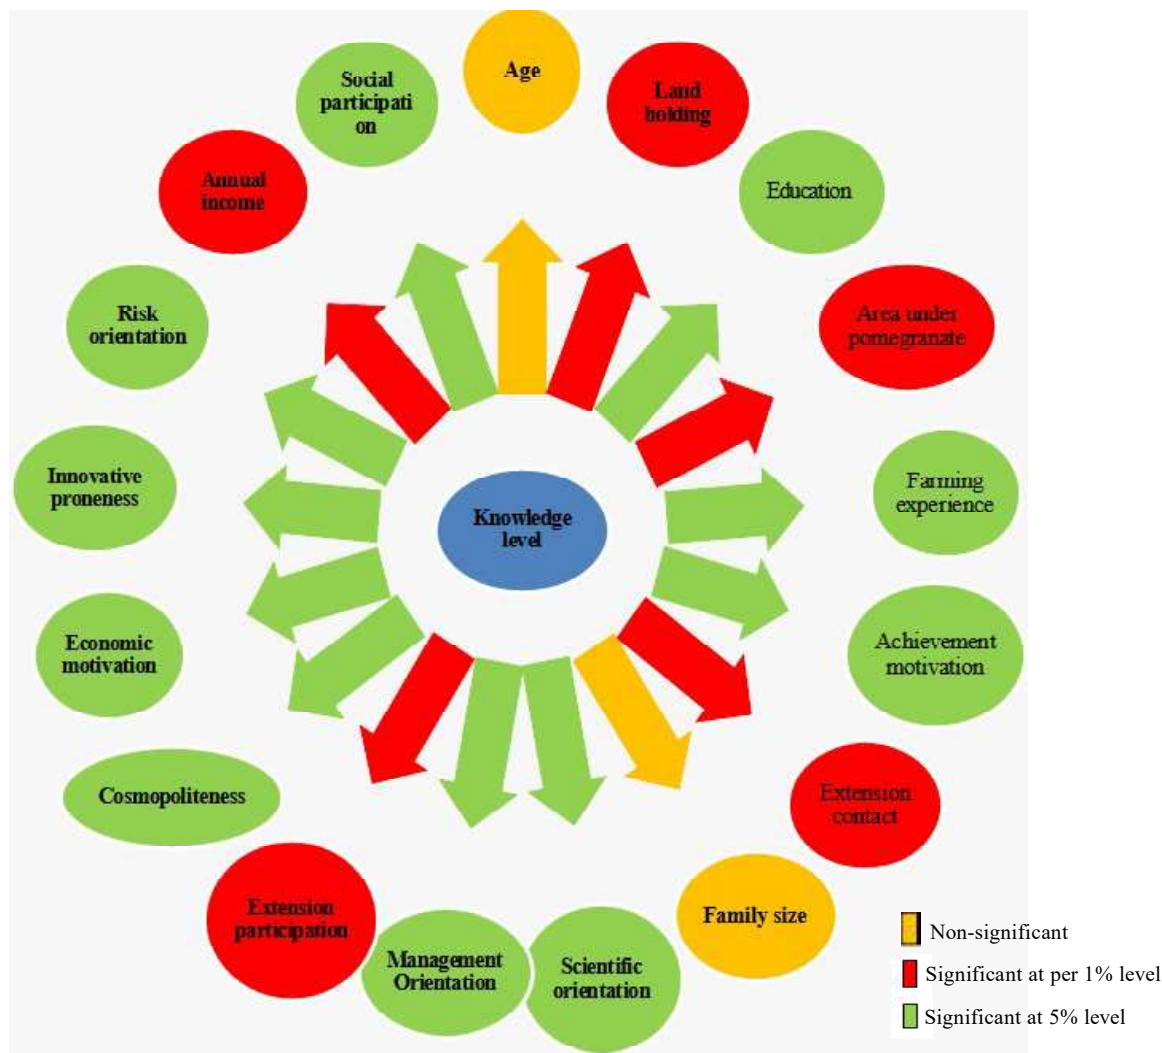 Age
Land
holding
Education
Area under
pomegranate
Farming
experience
Achievement
motivation
Extension
contact
Family size
Scientific
orientation
Management
Orientation
Extension
participation
Cosmopoliteness
Economic
motivation
Innovative
proneness
Risk
orientation
Annual
income
Social
participati
on
Knowledge
level
Non-significant
Significant at per 1% level
Significant at 5% level